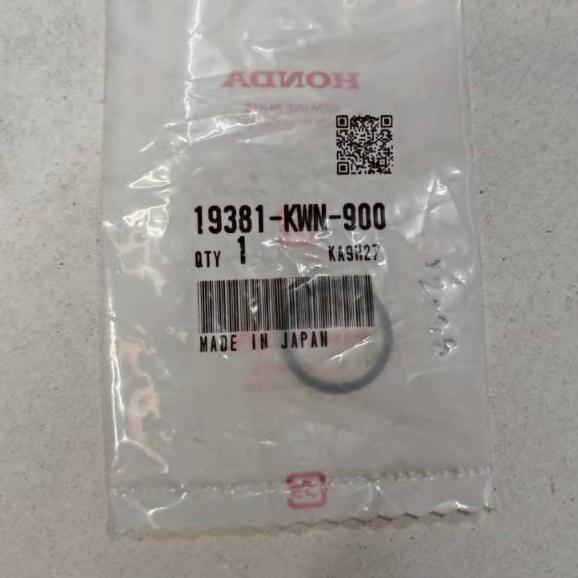 HONDA
GENUINE PARTS
19381-KWN-900
QTY 1 KA9H27
MADE IN JAPAN